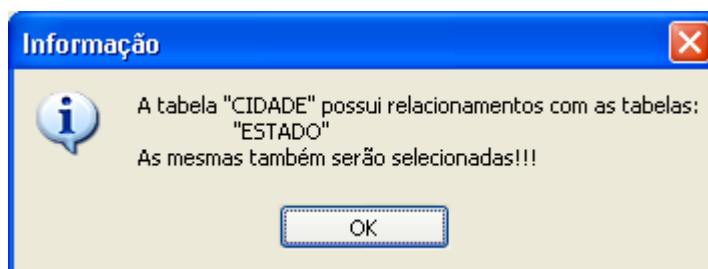 Informação
A tabela "CIDADE" possui relacionamentos com as tabelas:
"ESTADO"
As mesmas também serão selecionadas!!!
OK